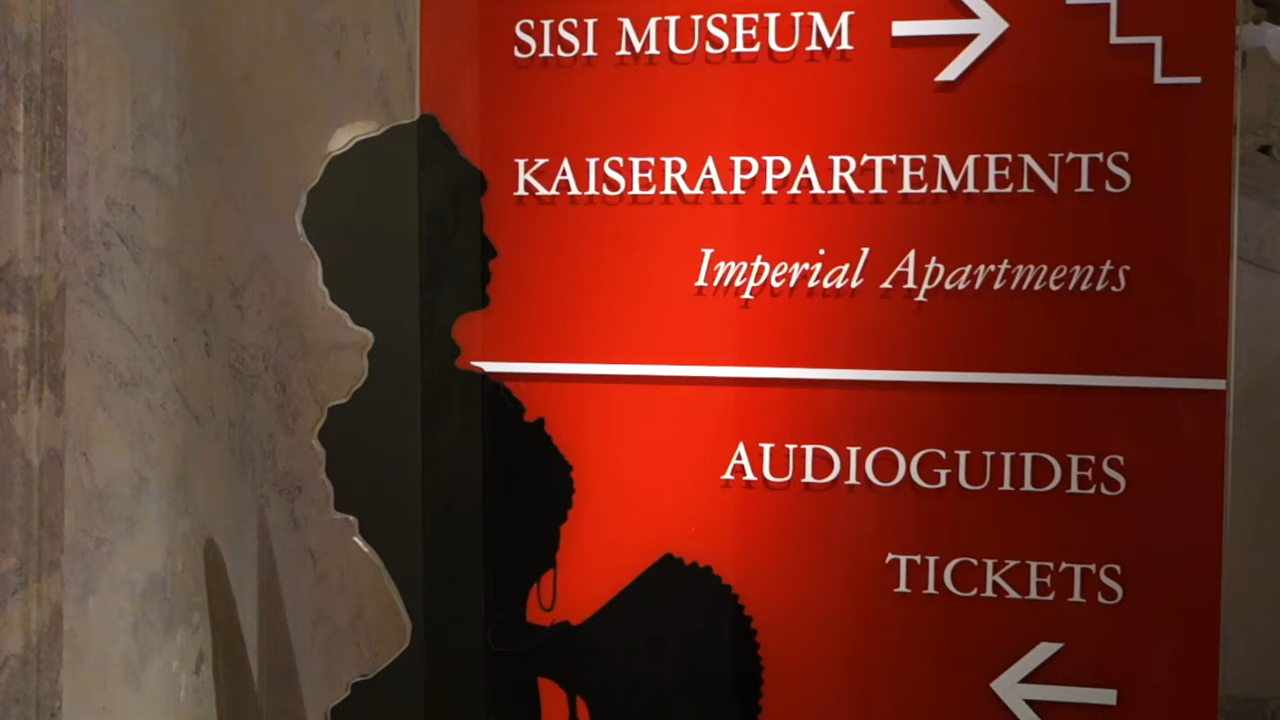 SISI MUSEUM
KAISERAPPARTEMENTS
Imperial Apartments
AUDIOGUIDES
TICKETS